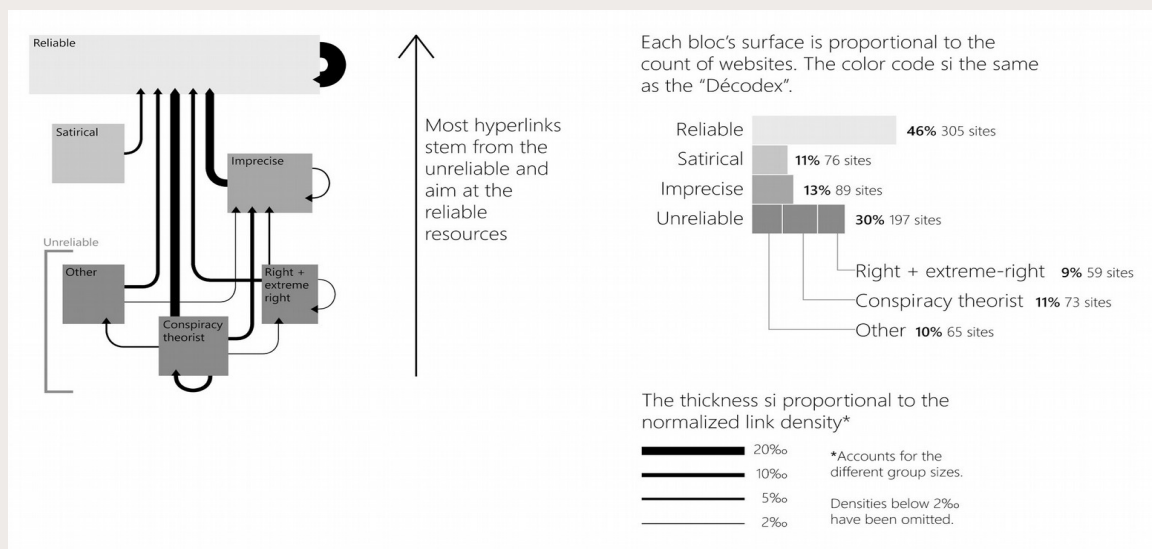 Reliable
Satirical
Imprecise
Unreliable
Other
Right +
extreme
right
Conspiracy
theorist
Most hyperlinks
stem from the
unreliable and
aim at the
reliable
resources
Each bloc's surface is proportional to the
count of websites. The color code si the same
as the “Décodex”.
Reliable 46% 305 sites
Satirical 11% 76 sites
Imprecise 13% 89 sites
Unreliable 30% 197 sites
Right + extreme-right 9% 59 sites
Conspiracy theorist 11% 73 sites
Other 10% 65 sites
The thickness si proportional to the
normalized link density*
20‰
10‰
5‰
2‰
*Accounts for the
different group sizes.
Densities below 2‰
have been omitted.